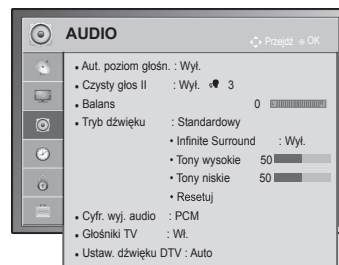 AUDIO
Przejdź OK
• Aut. poziom głośn. : Wył.
• Czysty głos II : Wył. 3
• Balans 0
• Tryb dźwięku : Standardowy
• Infinite Surround : Wył.
• Tony wysokie 50
• Tony niskie 50
• Resetuj
• Cyfr. wyj. audio : PCM
• Głośniki TV : Wł.
• Ustaw. dźwięku DTV : Auto